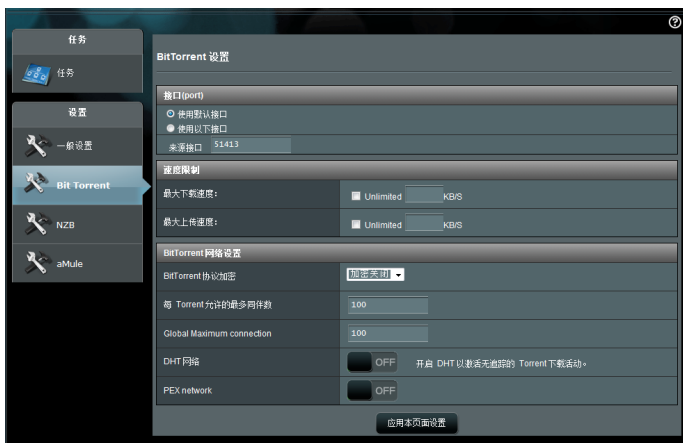 任务
任务
设置
一般设置
Bit Torrent
NZB
aMule
BitTorrent 设置
接口(port)
使用默认接口
使用以下接口
来源接口 51413
速度限制
最大下载速度： Unlimited KB/S
最大上传速度： Unlimited KB/S
BitTorrent 网络设置
BitTorrent 协议加密 加密关闭
每 Torrent 允许的最多同伴数 100
Global Maximum connection 100
DHT 网络 OFF 开启 DHT 以激活无追踪的 Torrent 下载活动。
PEX network OFF
应用本页面设置